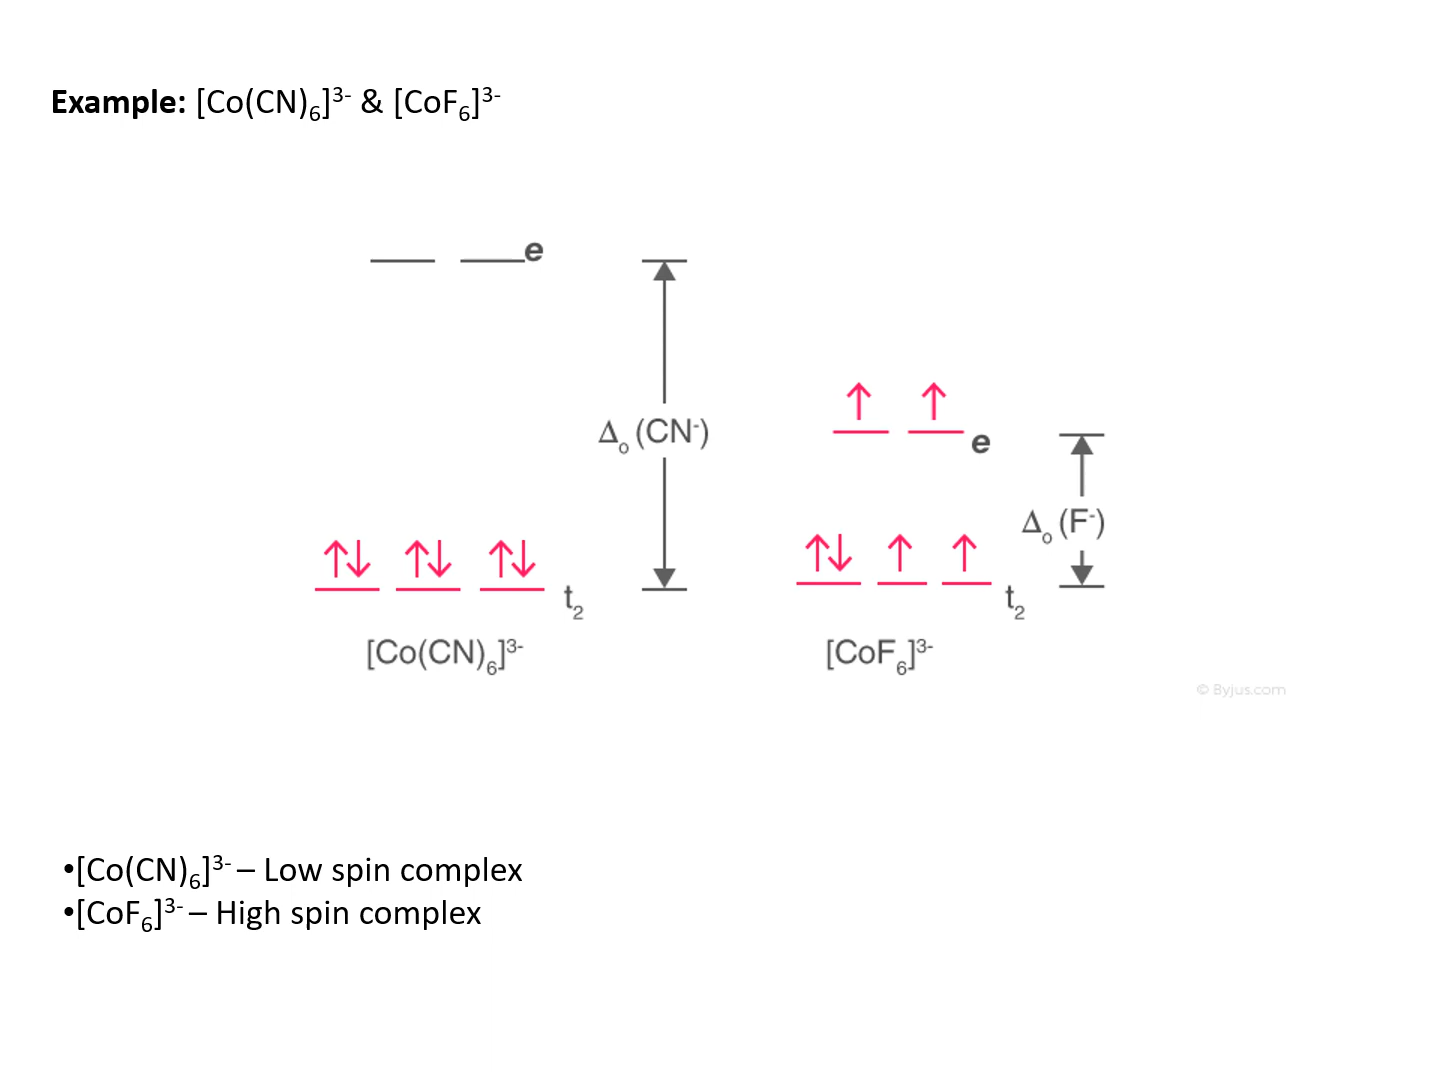 Example: [Co(CN)₆]³⁻ & [CoF₆]³⁻
e
Δₒ (CN⁻)
e
Δₒ (F⁻)
t₂
t₂
[Co(CN)₆]³⁻
[CoF₆]³⁻
© Byjus.com
•[Co(CN)₆]³⁻ – Low spin complex
•[CoF₆]³⁻ – High spin complex